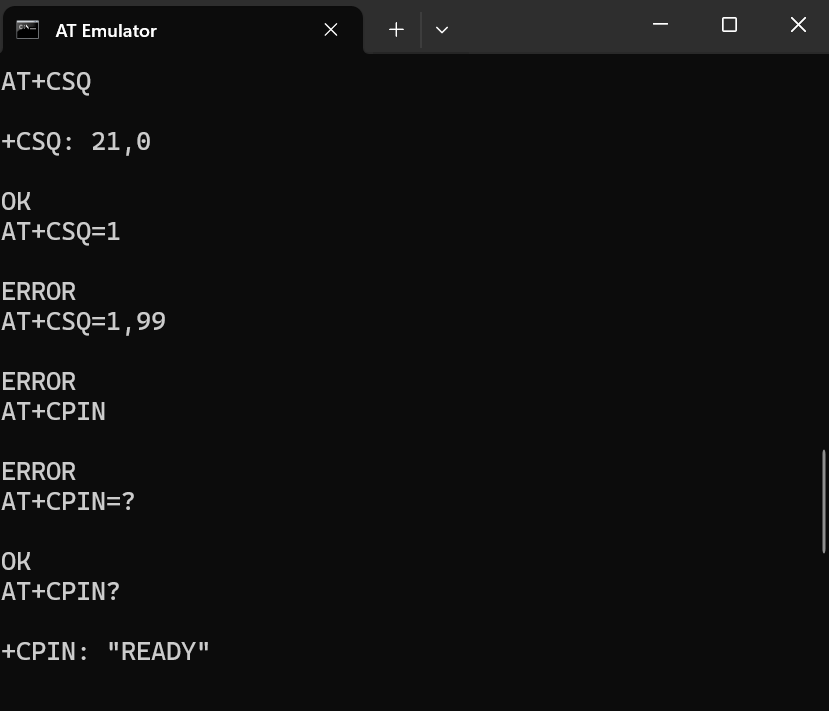 AT Emulator
AT+CSQ
+CSQ: 21,0
OK
AT+CSQ=1
ERROR
AT+CSQ=1,99
ERROR
AT+CPIN
ERROR
AT+CPIN=?
OK
AT+CPIN?
+CPIN: "READY"